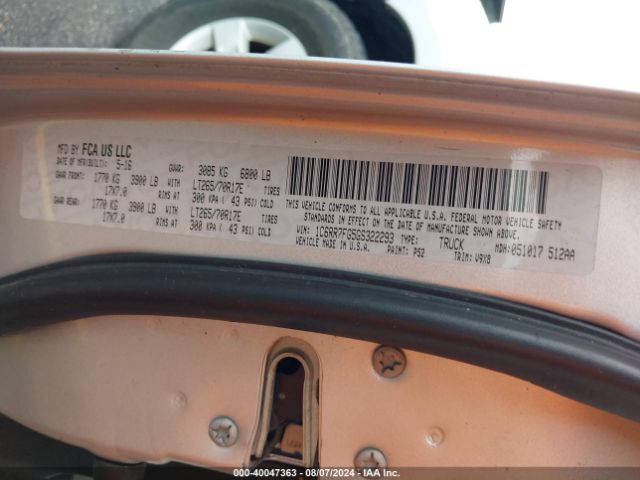 MFD BY FCA US LLC
DATE OF MFR(BUILT): 5-16 GVWR: 3085 KG 6800 LB
GAWR FRONT: 1770 KG 3900 LB WITH LT265/70R17E TIRES
17X7.0 RIMS AT 300 KPA ( 43 PSI) COLD
GAWR REAR: 1770 KG 3900 LB WITH LT265/70R17E TIRES
17X7.0 RIMS AT 300 KPA ( 43 PSI) COLD
THIS VEHICLE CONFORMS TO ALL APPLICABLE U.S.A. FEDERAL MOTOR VEHICLE SAFETY
STANDARDS IN EFFECT ON THE DATE OF MANUFACTURE SHOWN ABOVE.
VIN: 1C6RR7FG5GS322293 TYPE: TRUCK MDH:051017 512AA
VEHICLE MADE IN U.S.A. PAINT: PS2 TRIM: V9X8
000-40047363 - 08/07/2024 - IAAI